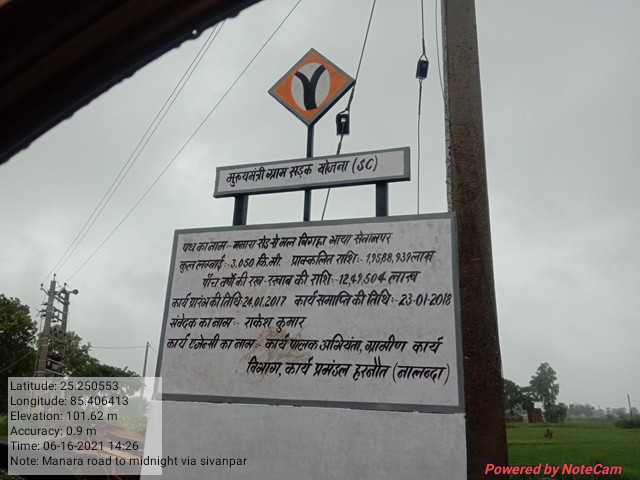 मुख्यमंत्री ग्राम सड़क योजना (SC)
पथ का नाम:- मनारा रोड से मल बिगहा भाया सेवानपर
कुल लम्बाई:- 3.050 कि.मी. प्राक्कलित राशि:- 1,9588,939 लाख
पाँच वर्षो की रख-रखाव की राशि:- 12,49,504 लाख
कार्य प्रारंभ की तिथि:- 24.01.2017 कार्य समाप्ति की तिथि:- 23-01-2018
संवेदक का नाम:- राकेश कुमार
कार्य एजेन्सी का नाम:- कार्य पालक अभियंता, ग्रामीण कार्य
विभाग, कार्य प्रमंडल हरनौत (नालन्दा)
Latitude: 25.250553
Longitude: 85.406413
Elevation: 101.62 m
Accuracy: 0.9 m
Time: 06-16-2021 14:26
Note: Manara road to midnight via sivanpar
Powered by NoteCam